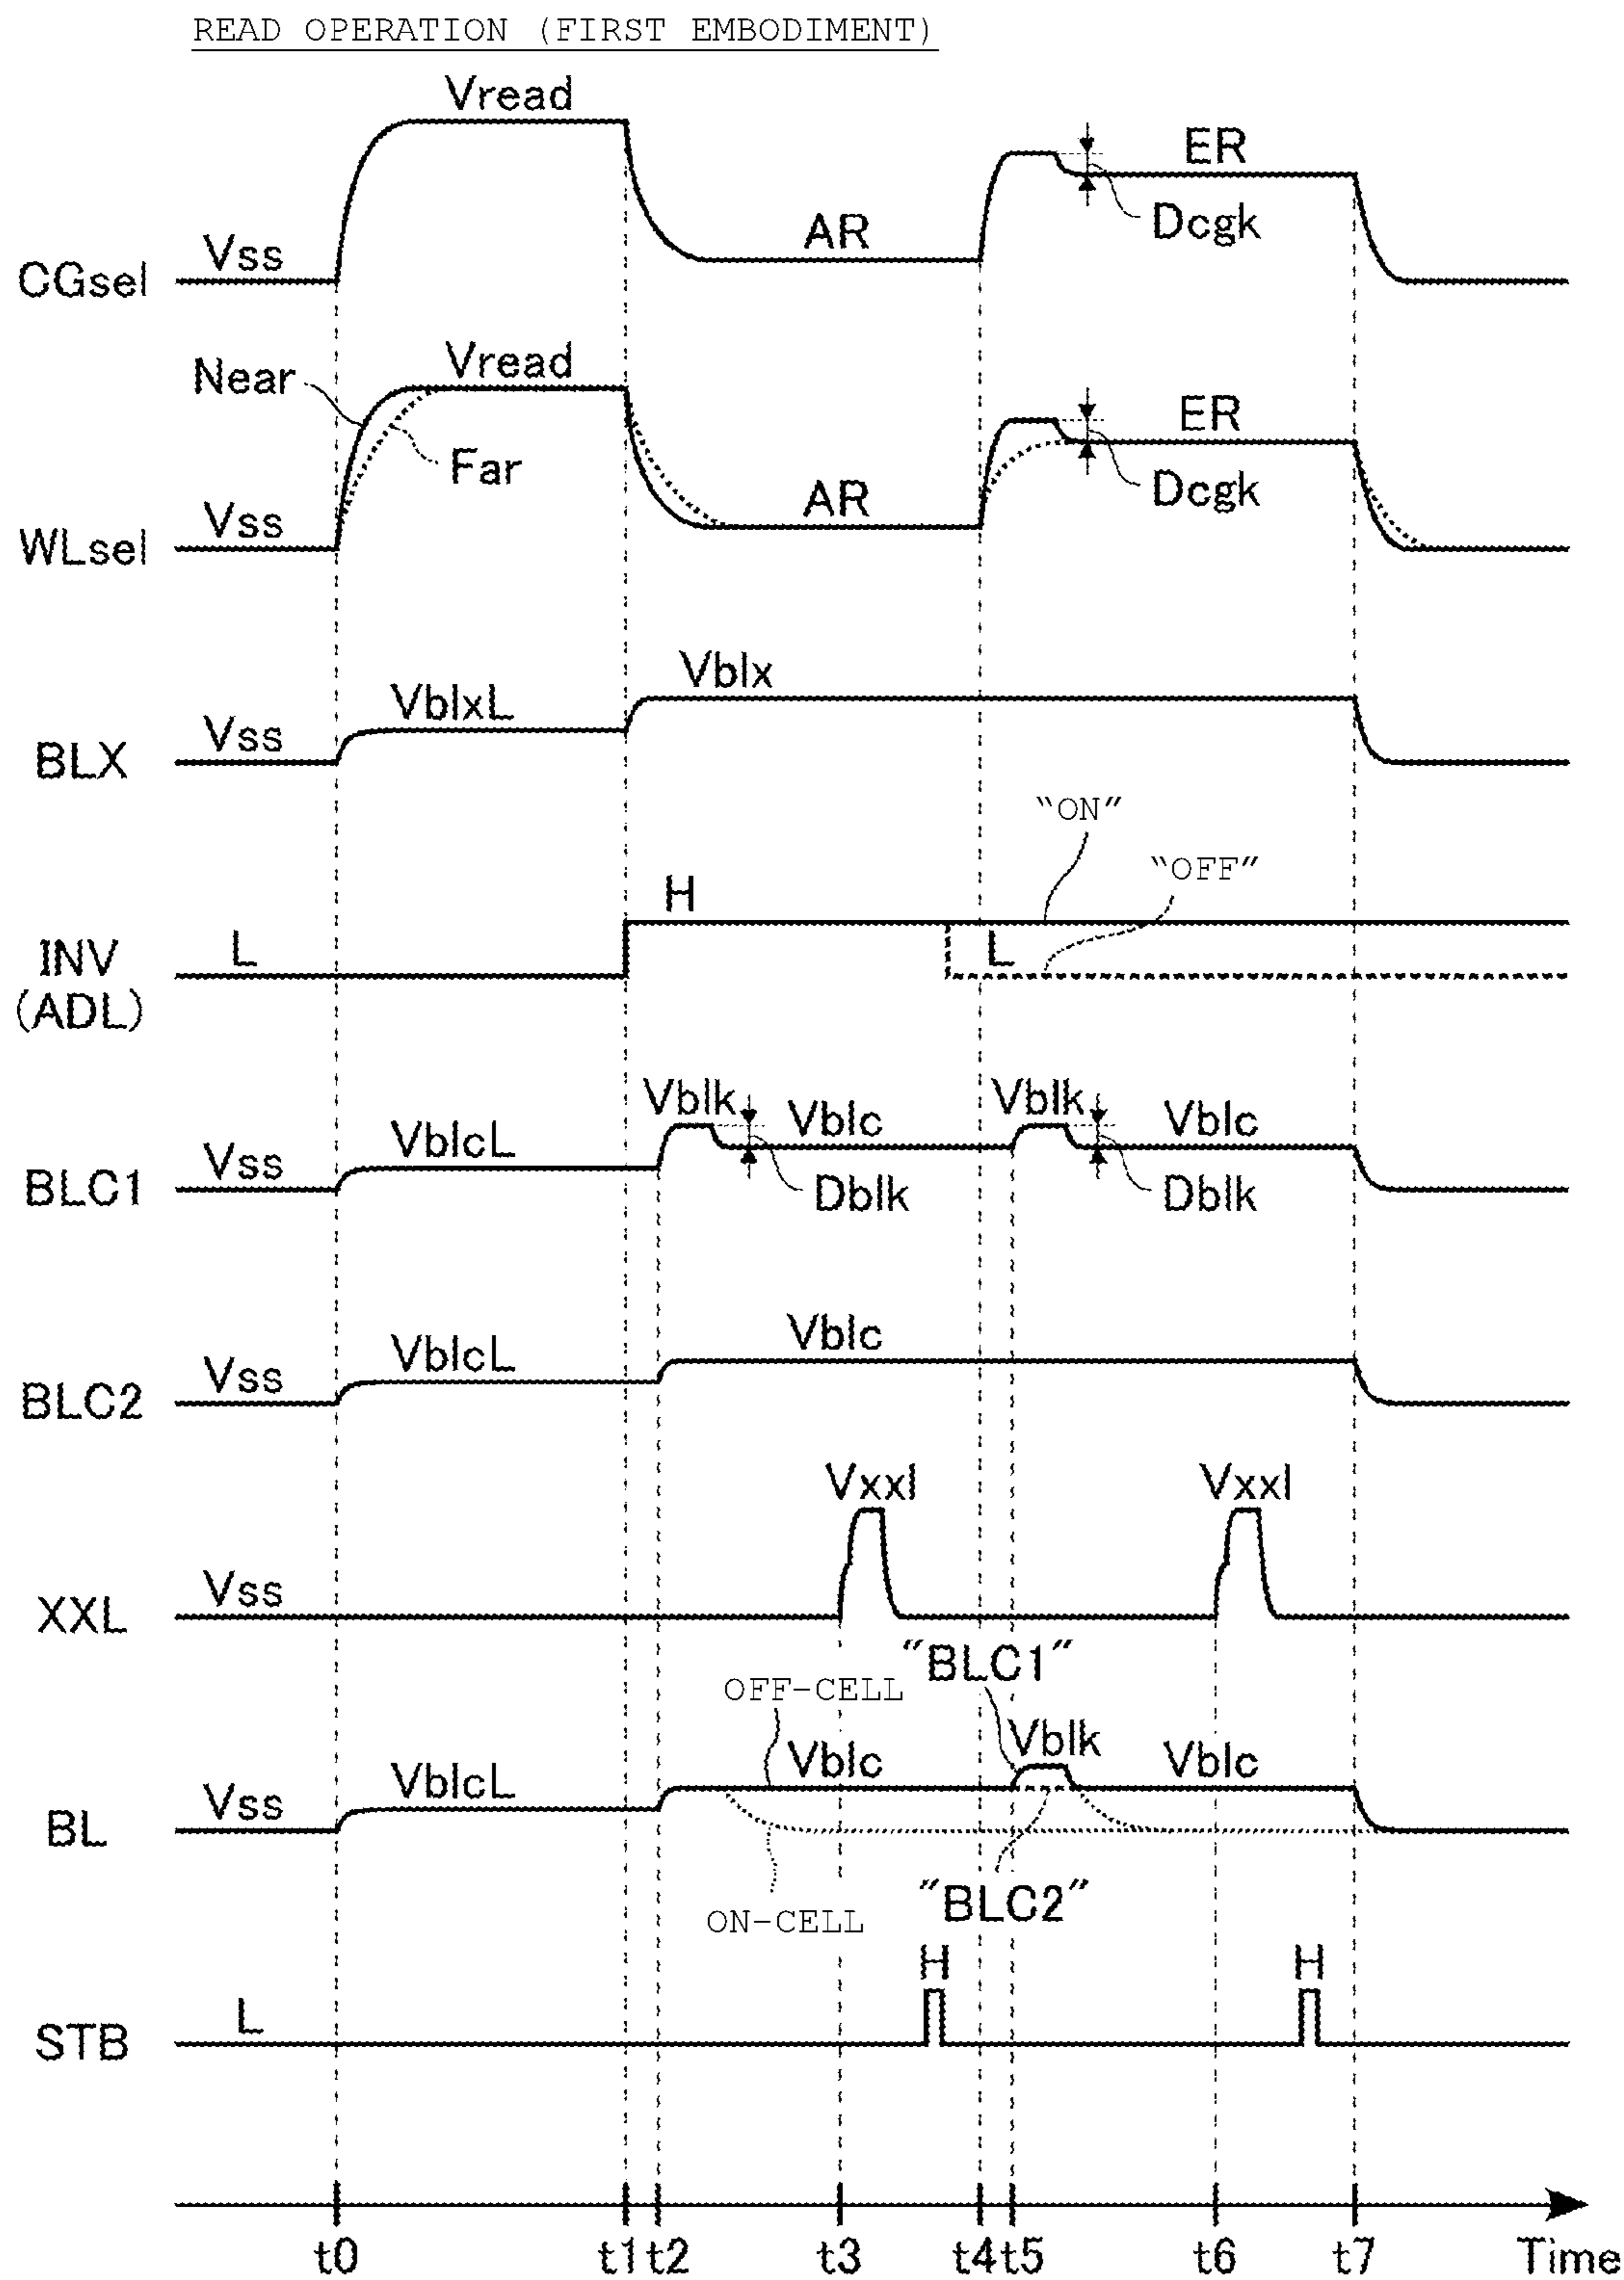 READ OPERATION (FIRST EMBODIMENT)
Vread
ER
AR
Dcgk
Vss
CGsel
Near
Vread
ER
Far
AR
Dcgk
Vss
WLsel
Vblx
VblxL
Vss
BLX
"ON"
"OFF"
H
L
L
INV
(ADL)
Vblk
Vblc
Vblk
Vblc
VblcL
Vss
BLC1
Dblk
Dblk
Vblc
VblcL
Vss
BLC2
Vxxl
Vxxl
Vss
XXL
"BLC1"
OFF-CELL
Vblk
Vblc
Vblc
VblcL
Vss
BL
"BLC2"
ON-CELL
H
H
L
STB
t0 t1 t2 t3 t4 t5 t6 t7 Time